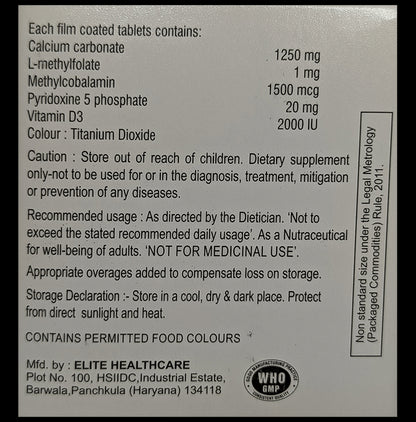 Each film coated tablets contains:
Calcium carbonate 1250 mg
L-methylfolate 1 mg
Methylcobalamin 1500 mcg
Pyridoxine 5 phosphate 20 mg
Vitamin D3 2000 IU
Colour : Titanium Dioxide
Caution : Store out of reach of children. Dietary supplement
only-not to be used for or in the diagnosis, treatment, mitigation
or prevention of any diseases.
Recommended usage : As directed by the Dietician. ‘Not to
exceed the stated recommended daily usage’. As a Nutraceutical
for well-being of adults. ‘NOT FOR MEDICINAL USE’.
Appropriate overages added to compensate loss on storage.
Storage Declaration :- Store in a cool, dry & dark place. Protect
from direct sunlight and heat.
CONTAINS PERMITTED FOOD COLOURS
Mfd. by : ELITE HEALTHCARE
Plot No. 100, HSIIDC,Industrial Estate,
Barwala,Panchkula (Haryana) 134118
GOOD MANUFACTURING PRACTICE
WHO
GMP
CONSISTENT QUALITY
Non standard size under the Legal Metrology
(Packaged Commodities) Rule, 2011.